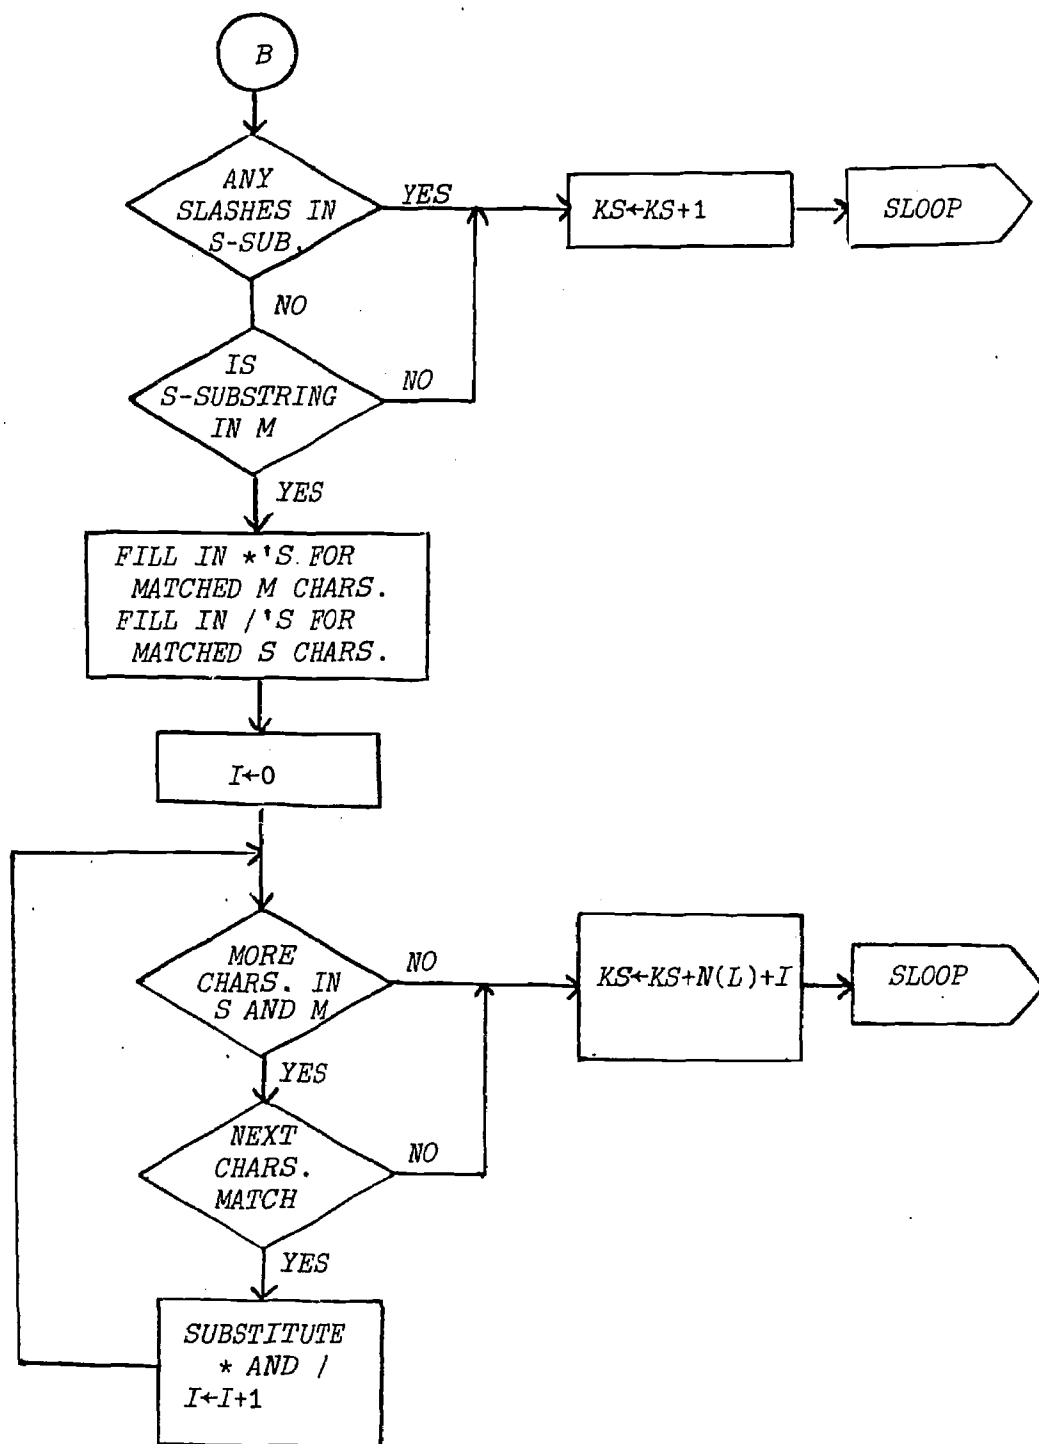 B
ANY
SLASHES IN
S-SUB.
YES
KS←KS+1
SLOOP
NO
IS
S-SUBSTRING
IN M
NO
YES
FILL IN *'S FOR
MATCHED M CHARS.
FILL IN /'S FOR
MATCHED S CHARS.
I←0
MORE
CHARS. IN
S AND M
NO
KS←KS+N(L)+I
SLOOP
YES
NEXT
CHARS.
MATCH
NO
YES
SUBSTITUTE
* AND /
I←I+1